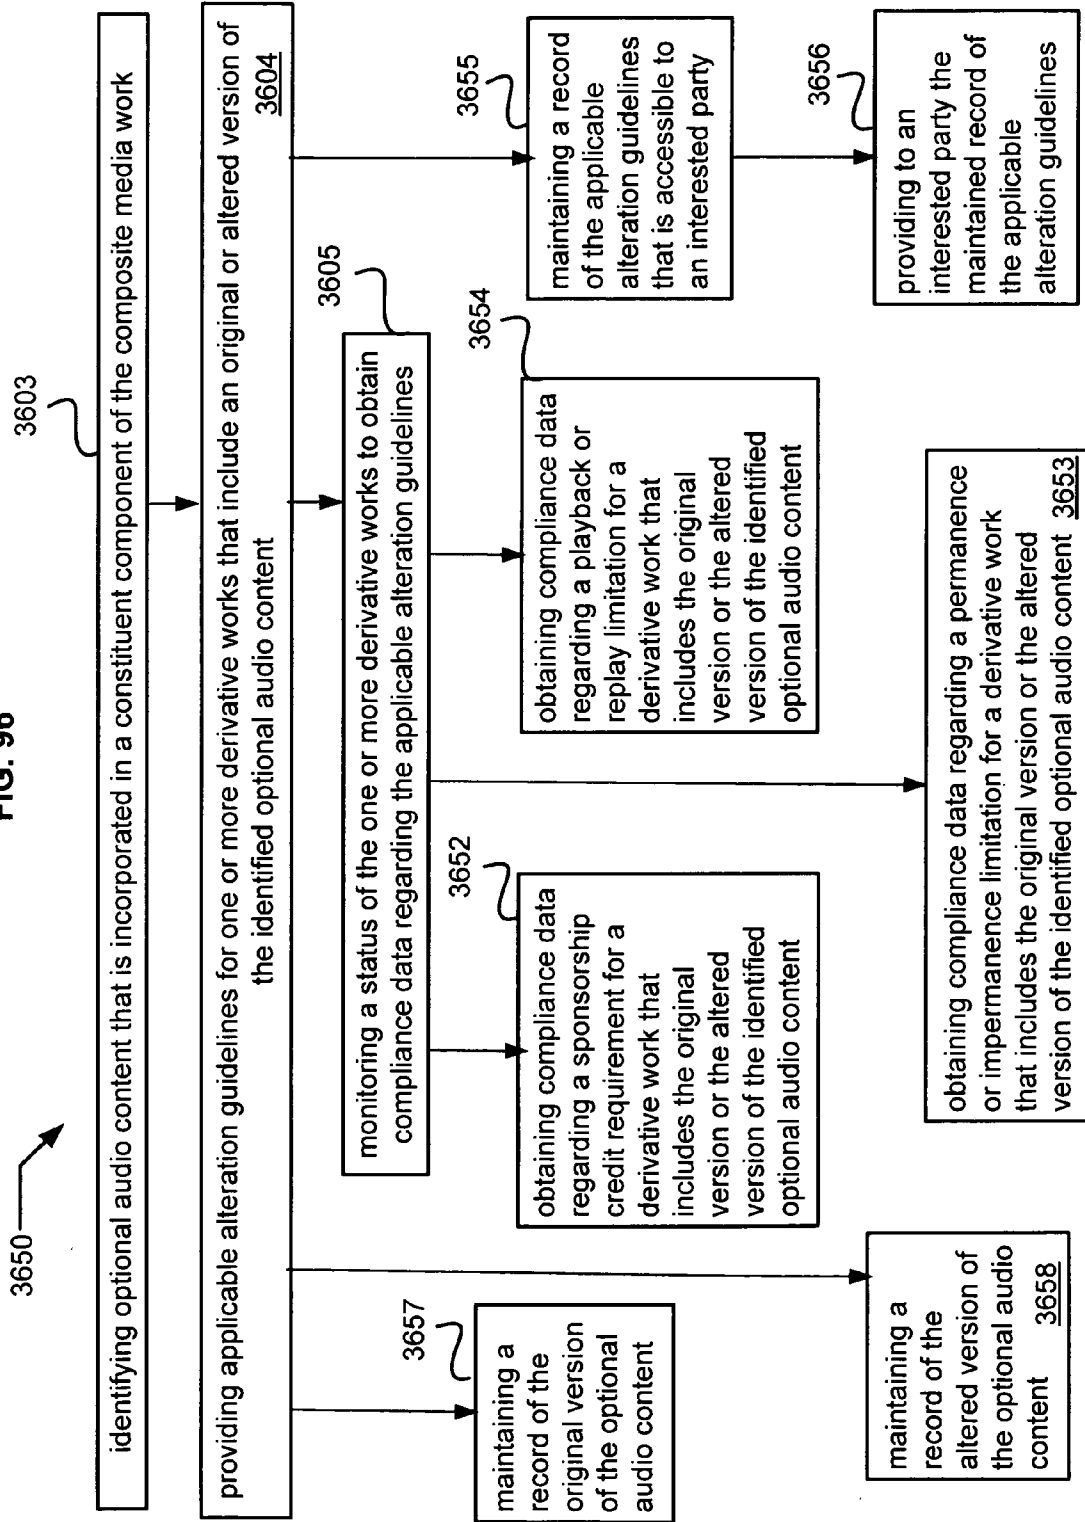 FIG. 96
3650
3603
identifying optional audio content that is incorporated in a constituent component of the composite media work
providing applicable alteration guidelines for one or more derivative works that include an original or altered version of
the identified optional audio content
3604
3605
monitoring a status of the one or more derivative works to obtain
compliance data regarding the applicable alteration guidelines
3657
maintaining a
record of the
original version
of the optional
audio content
3652
obtaining compliance data
regarding a sponsorship
credit requirement for a
derivative work that
includes the original
version or the altered
version of the identified
optional audio content
3654
obtaining compliance data
regarding a playback or
replay limitation for a
derivative work that
includes the original
version or the altered
version of the identified
optional audio content
3655
maintaining a record
of the applicable
alteration guidelines
that is accessible to
an interested party
maintaining a
record of the
altered version of
the optional audio
content
3658
obtaining compliance data regarding a permanence
or impermanence limitation for a derivative work
that includes the original version or the altered
version of the identified optional audio content
3653
3656
providing to an
interested party the
maintained record of
the applicable
alteration guidelines